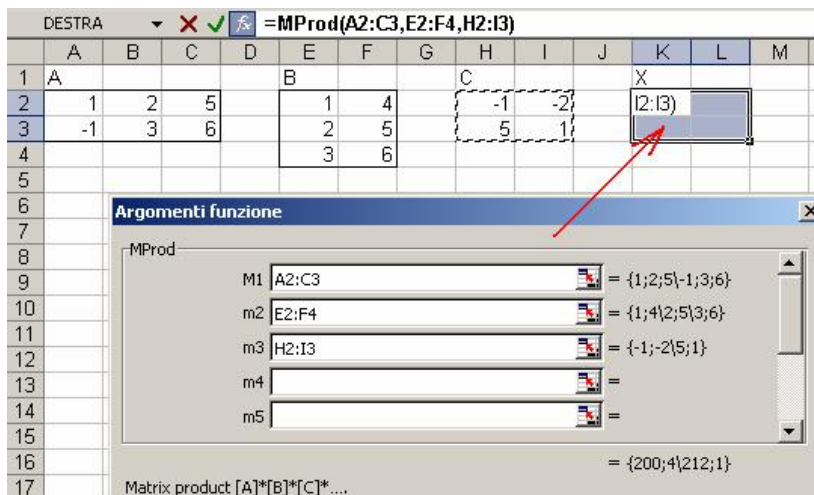 DESTRA =MProd(A2:C3,E2:F4,H2:I3)
A B C D E F G H I J K L M
1 A B C X
2 1 2 5 1 4 -1 -2 I2:I3)
3 -1 3 6 2 5 5 1
4 3 6
5
6
7
8
9
10
11
12
13
14
15
16
17
Argomenti funzione
MProd
M1 A2:C3 = {1;2;5\-1;3;6}
m2 E2:F4 = {1;4\2;5\3;6}
m3 H2:I3 = {-1;-2\5;1}
m4 =
m5 =
= {200;4\212;1}
Matrix product [A]*[B]*[C]*....